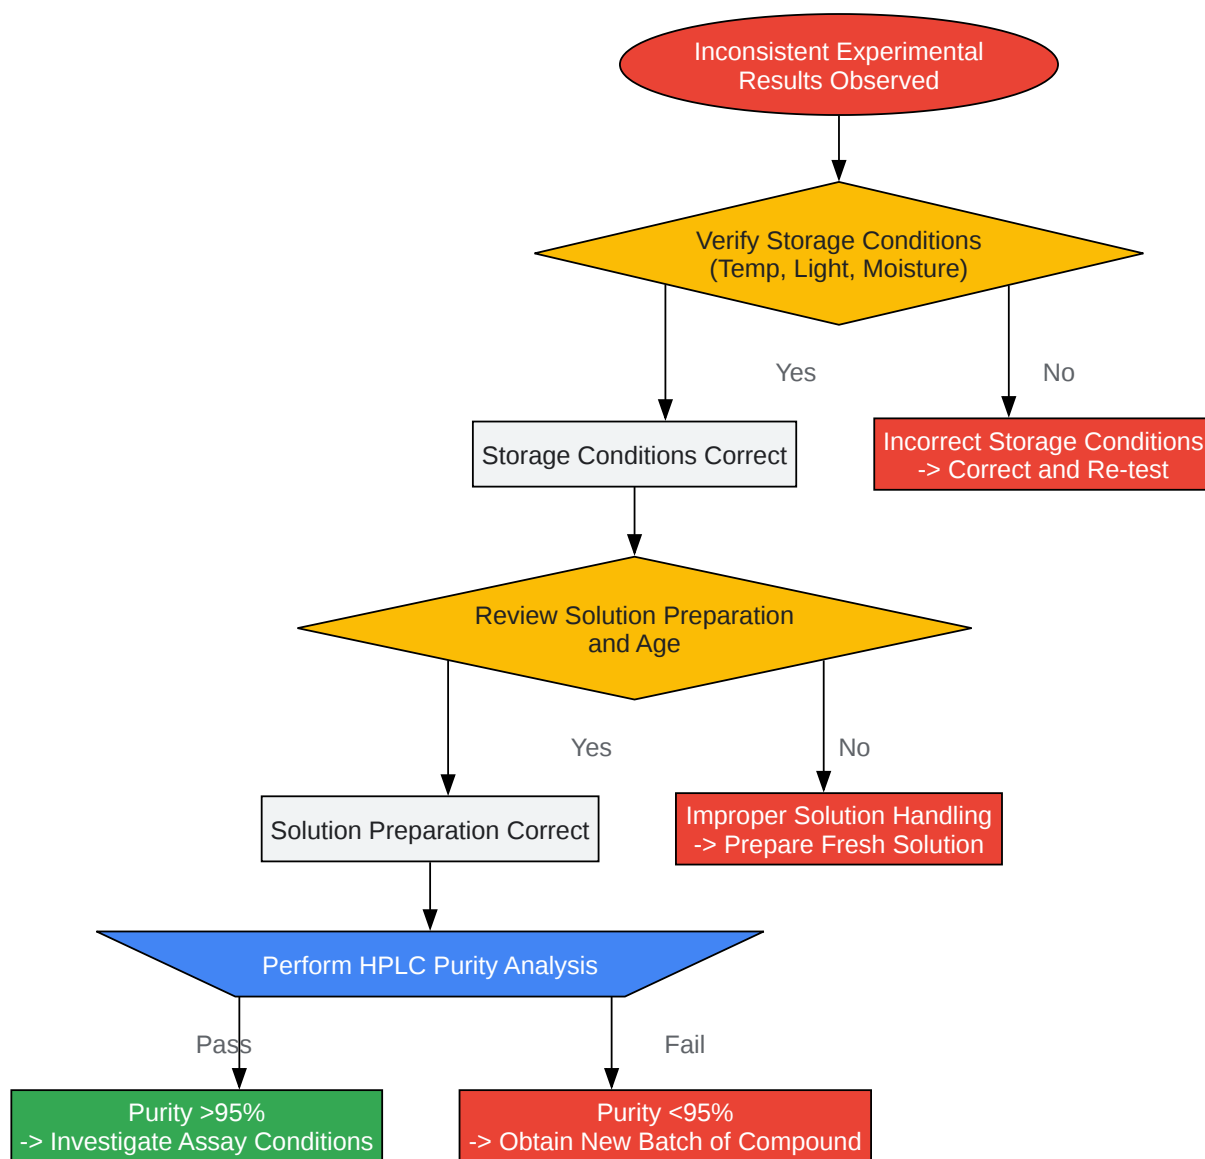 Inconsistent Experimental
Results Observed
Verify Storage Conditions
(Temp, Light, Moisture)
Yes
No
Storage Conditions Correct
Incorrect Storage Conditions
-> Correct and Re-test
Review Solution Preparation
and Age
Yes
No
Solution Preparation Correct
Improper Solution Handling
-> Prepare Fresh Solution
Perform HPLC Purity Analysis
Pass
Fail
Purity >95%
-> Investigate Assay Conditions
Purity <95%
-> Obtain New Batch of Compound